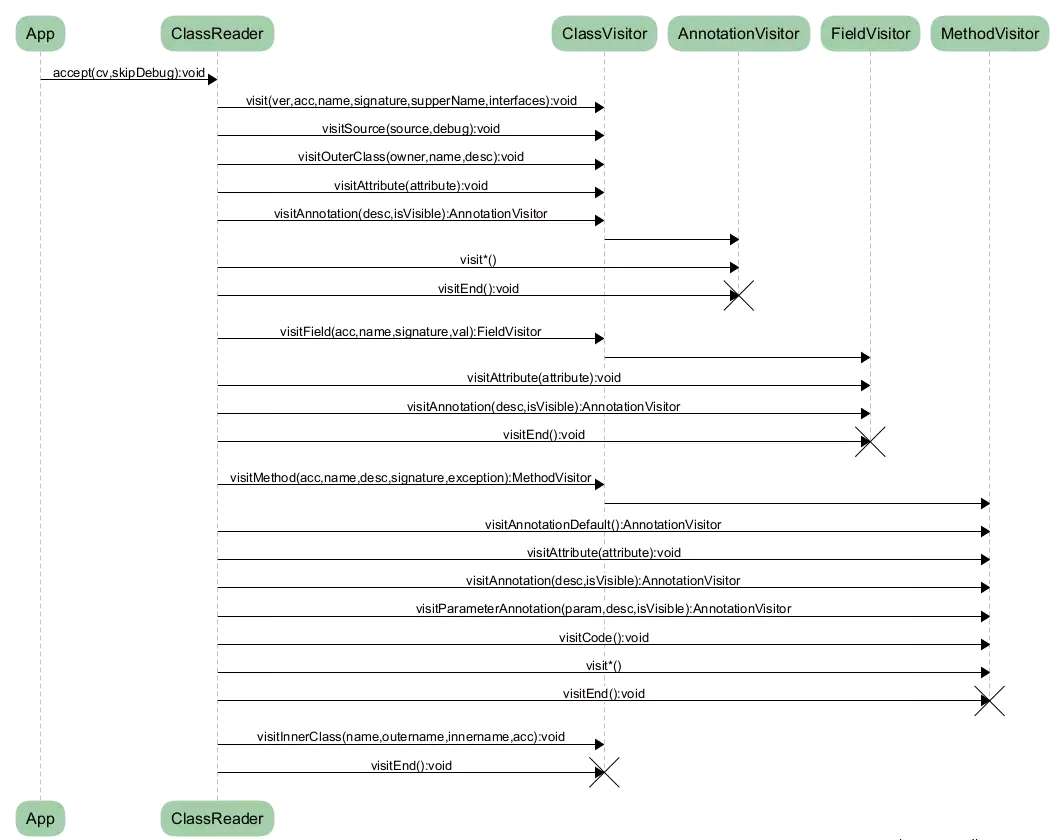 App ClassReader ClassVisitor AnnotationVisitor FieldVisitor MethodVisitor
accept(cv,skipDebug):void
visit(ver,acc,name,signature,supperName,interfaces):void
visitSource(source,debug):void
visitOuterClass(owner,name,desc):void
visitAttribute(attribute):void
visitAnnotation(desc,isVisible):AnnotationVisitor
visit*()
visitEnd():void
visitField(acc,name,signature,val):FieldVisitor
visitAttribute(attribute):void
visitAnnotation(desc,isVisible):AnnotationVisitor
visitEnd():void
visitMethod(acc,name,desc,signature,exception):MethodVisitor
visitAnnotationDefault():AnnotationVisitor
visitAttribute(attribute):void
visitAnnotation(desc,isVisible):AnnotationVisitor
visitParameterAnnotation(param,desc,isVisible):AnnotationVisitor
visitCode():void
visit*()
visitEnd():void
visitInnerClass(name,outername,innername,acc):void
visitEnd():void
App ClassReader